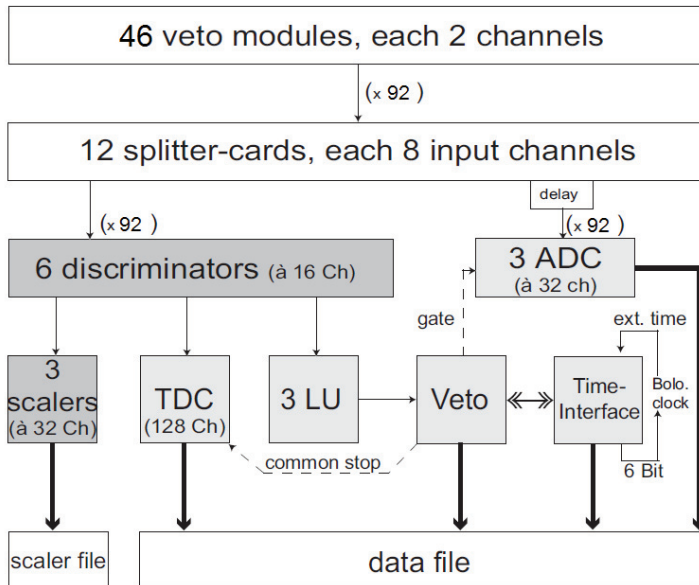 46 veto modules, each 2 channels
(x 92)
12 splitter-cards, each 8 input channels
delay
(x 92)
(x 92)
6 discriminators (à 16 Ch)
3 ADC
(à 32 ch)
gate
ext. time
3
scalers
(à 32 Ch)
TDC
(128 Ch)
3 LU
Veto
Time-
Interface
Bolo.
clock
common stop
6 Bit
scaler file
data file